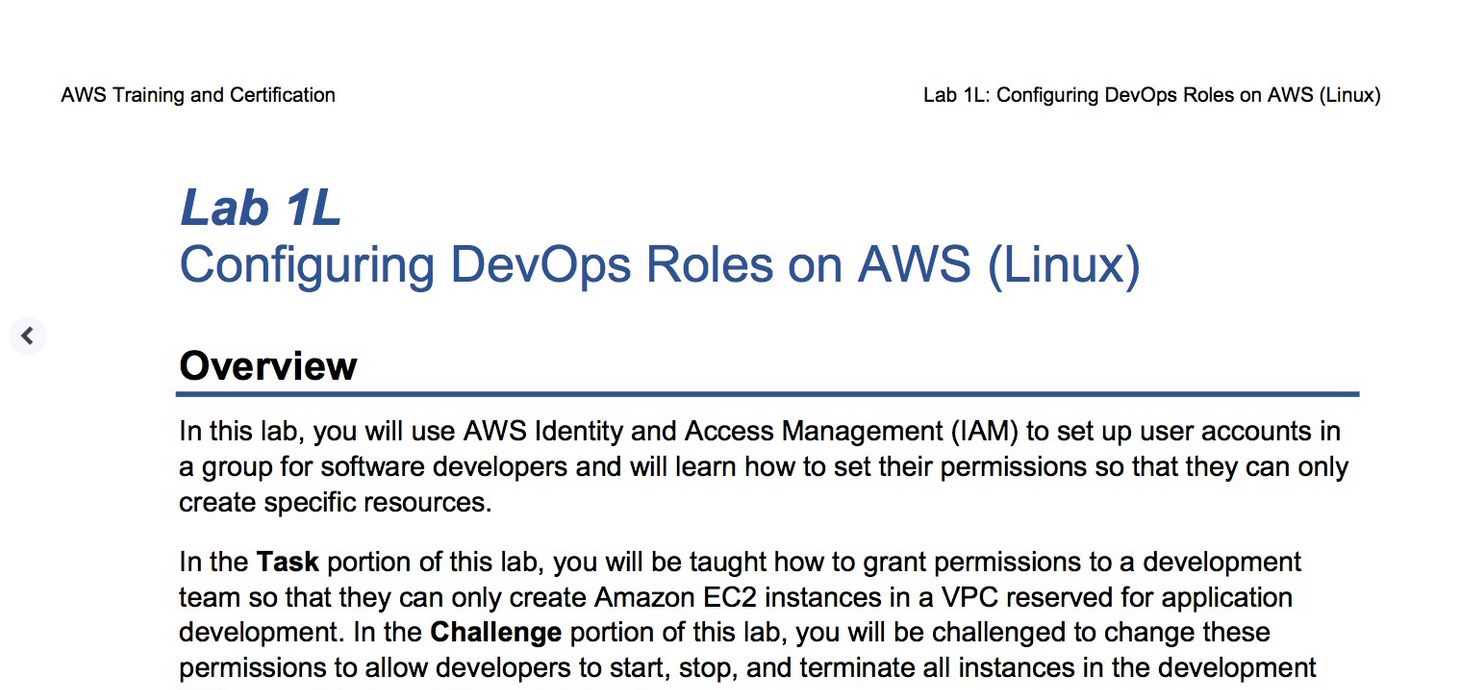 AWS Training and Certification
Lab 1L: Configuring DevOps Roles on AWS (Linux)
Lab 1L
Configuring DevOps Roles on AWS (Linux)
Overview
In this lab, you will use AWS Identity and Access Management (IAM) to set up user accounts in
a group for software developers and will learn how to set their permissions so that they can only
create specific resources.
In the Task portion of this lab, you will be taught how to grant permissions to a development
team so that they can only create Amazon EC2 instances in a VPC reserved for application
development. In the Challenge portion of this lab, you will be challenged to change these
permissions to allow developers to start, stop, and terminate all instances in the development